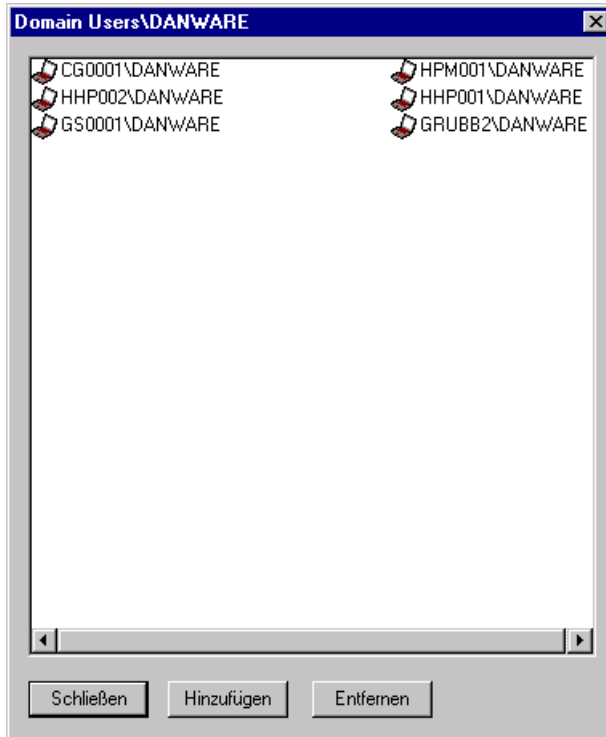 Domain Users\DANWARE
CG0001\DANWARE HPM001\DANWARE
HHP002\DANWARE HHP001\DANWARE
GS0001\DANWARE GRUBB2\DANWARE
Schließen Hinzufügen Entfernen